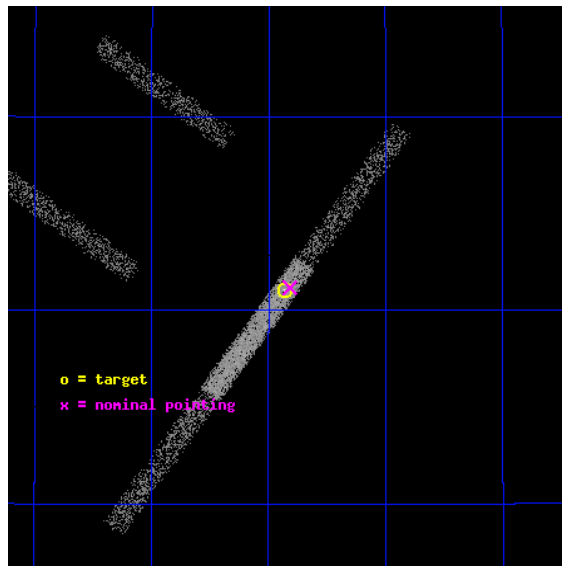 o = target
x = nominal pointing